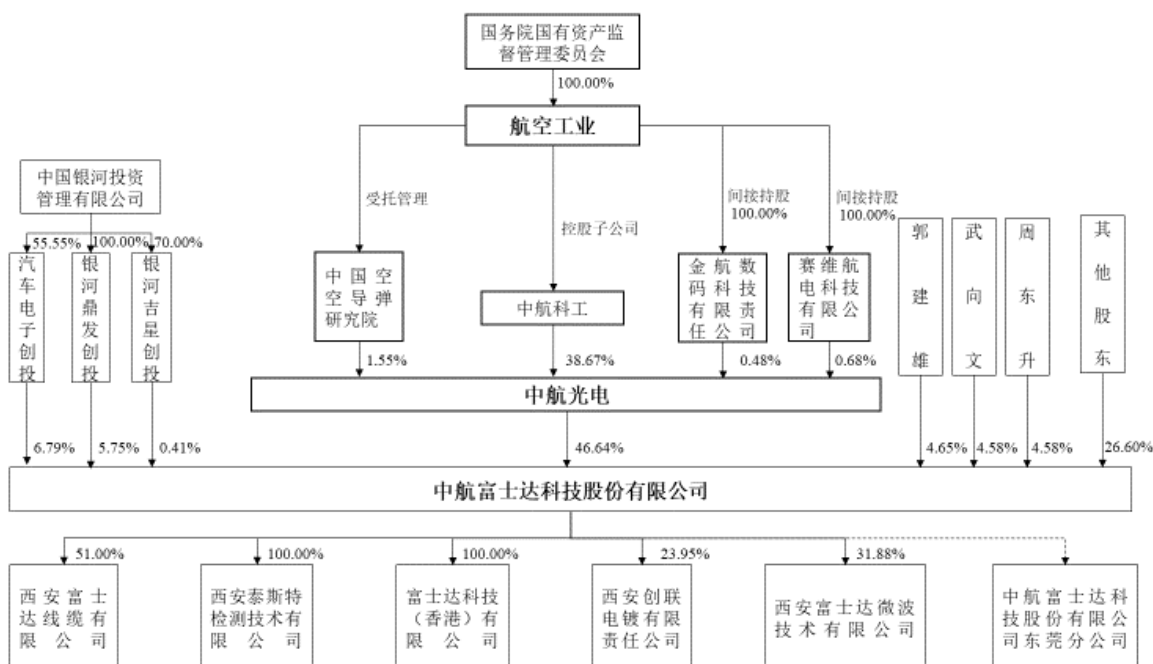 国务院国有资产监
督管理委员会
100.00%
航空工业
中国银河投资
管理有限公司
受托管理
控股子公司
间接持股
100.00%
间接持股
100.00%
55.55%
100.00%
70.00%
汽车电子创投
银河鼎发创投
银河吉星创投
中国空
空导弹
研究院
中航科工
金航数
码科技
有限责
任公司
赛维航
电科技
有限公
司
郭建雄
武向文
周东升
其他股东
1.55%
38.67%
0.48%
0.68%
中航光电
6.79%
5.75%
0.41%
46.64%
4.65%
4.58%
4.58%
26.60%
中航富士达科技股份有限公司
51.00%
100.00%
100.00%
23.95%
31.88%
西安富士
达线缆有
限公司
西安泰斯特
检测技术有
限公司
富士达科技
（香港）有
限公司
西安创联
电镀有限
责任公司
西安富士达微波
技术有限公司
中航富士达科
技股份有限公
司东莞分公司